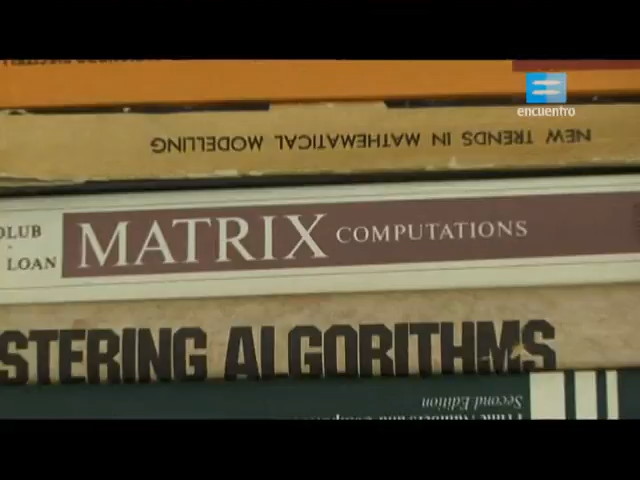 encuentro
NEW TRENDS IN MATHEMATICAL MODELLING
OLUB
LOAN
MATRIX COMPUTATIONS
STERING ALGORITHMS
Second Edition